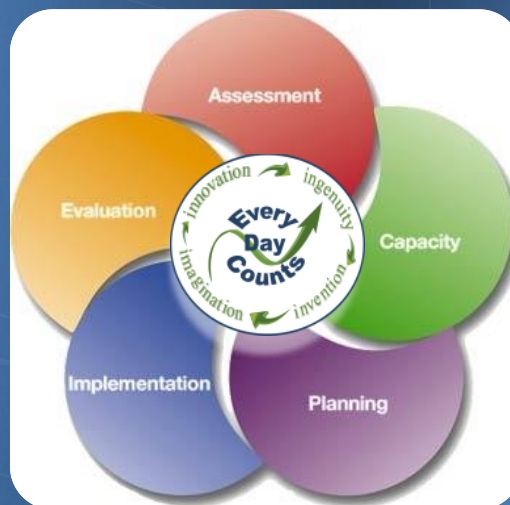 Assessment
Capacity
Planning
Implementation
Evaluation
innovation
ingenuity
invention
imagination
Every
Day
Counts